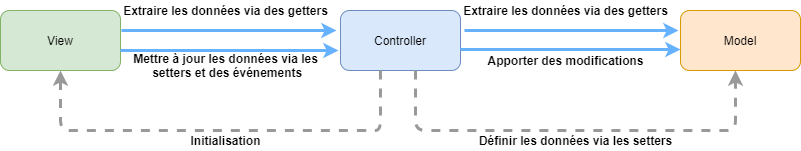 Extraire les données via des getters
Extraire les données via des getters
View
Controller
Model
Mettre à jour les données via les
setters et des événements
Apporter des modifications
Initialisation
Définir les données via les setters